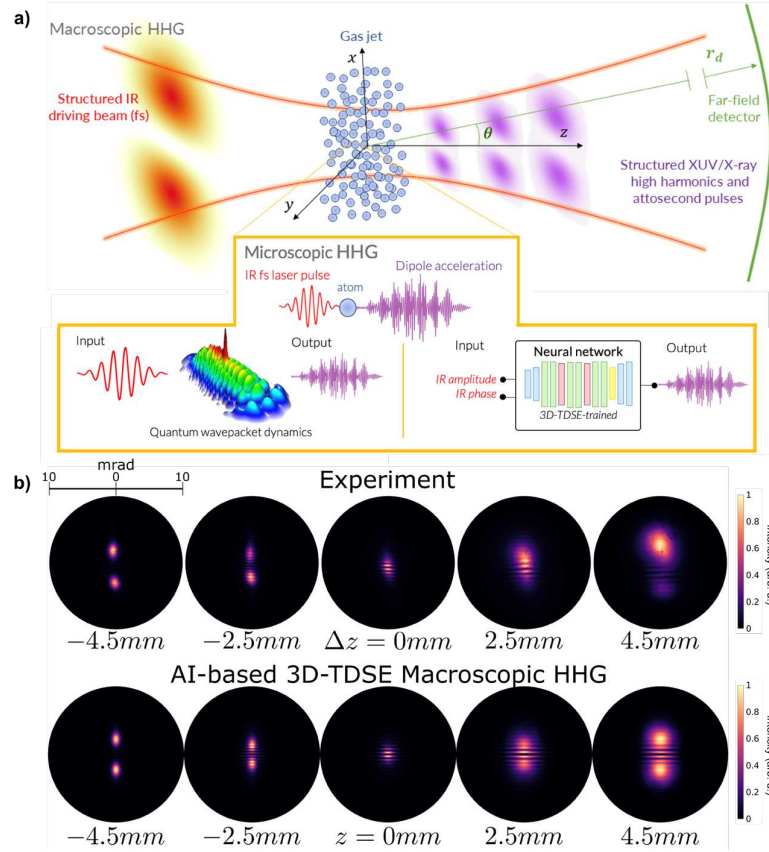 a)
Macroscopic HHG
Gas jet
x
r_d
Structured IR
driving beam (fs)
Far-field
detector
θ
z
Structured XUV/X-ray
high harmonics and
attosecond pulses
y
Microscopic HHG
IR fs laser pulse
atom
Dipole acceleration
Input
Output
Quantum wavepacket dynamics
Input
IR amplitude
IR phase
Neural network
3D-TDSE-trained
Output
b)
mrad
10 0 10
Experiment
1
0.8
0.6
0.4
0.2
0
−4.5mm −2.5mm Δz = 0mm 2.5mm 4.5mm
AI-based 3D-TDSE Macroscopic HHG
1
0.8
0.6
0.4
0.2
0
−4.5mm −2.5mm z = 0mm 2.5mm 4.5mm